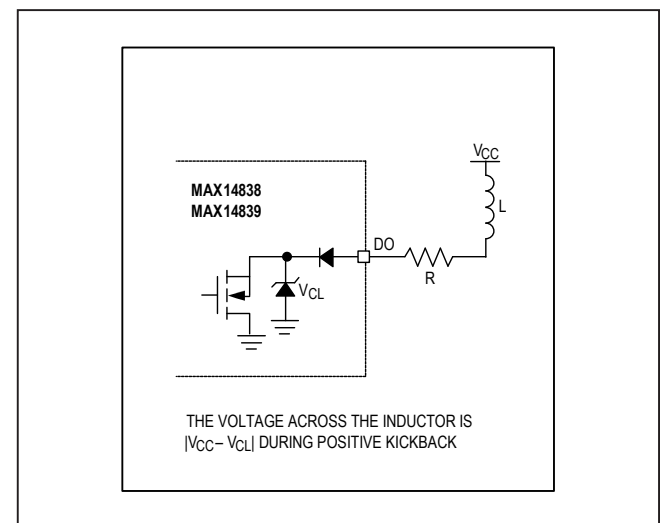 VCC
MAX14838
MAX14839
L
DO
R
VCL
THE VOLTAGE ACROSS THE INDUCTOR IS
|VCC– VCL| DURING POSITIVE KICKBACK